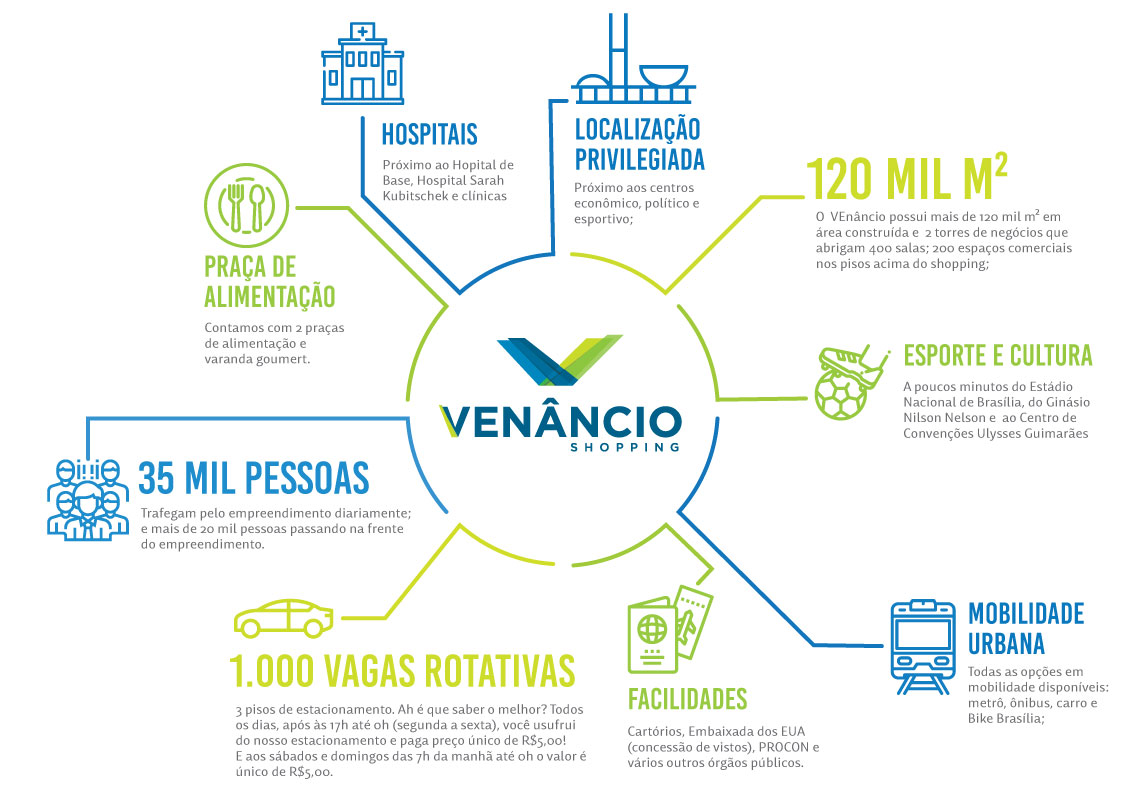 HOSPITAIS
Próximo ao Hopital de
Base, Hospital Sarah
Kubitschek e clínicas
LOCALIZAÇÃO
PRIVILEGIADA
Próximo aos centros
econômico, político e
esportivo;
120 MIL M²
O VEnâncio possui mais de 120 mil m² em
área construída e 2 torres de negócios que
abrigam 400 salas; 200 espaços comerciais
nos pisos acima do shopping;
PRAÇA DE
ALIMENTAÇÃO
Contamos com 2 praças
de alimentação e
varanda goumert.
VENÂNCIO
SHOPPING
ESPORTE E CULTURA
A poucos minutos do Estádio
Nacional de Brasília, do Ginásio
Nilson Nelson e ao Centro de
Convenções Ulysses Guimarães
35 MIL PESSOAS
Trafegam pelo empreendimento diariamente;
e mais de 20 mil pessoas passando na frente
do empreendimento.
1.000 VAGAS ROTATIVAS
3 pisos de estacionamento. Ah é que saber o melhor? Todos
os dias, após às 17h até 0h (segunda a sexta), você usufrui
do nosso estacionamento e paga preço único de R$5,00!
E aos sábados e domingos das 7h da manhã até 0h o valor é
único de R$5,00.
FACILIDADES
Cartórios, Embaixada dos EUA
(concessão de vistos), PROCON e
vários outros órgãos públicos.
MOBILIDADE
URBANA
Todas as opções em
mobilidade disponíveis:
metrô, ônibus, carro e
Bike Brasília;